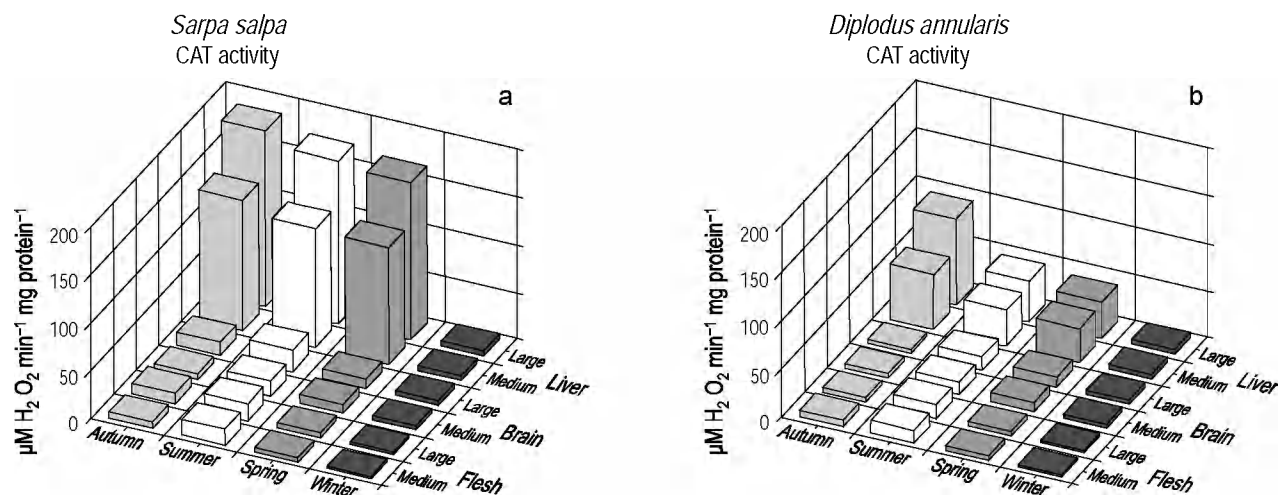 Sarpa salpa
CAT activity
a
µM H₂ O₂ min⁻¹ mg protein⁻¹
200
150
100
50
0
Autumn
Summer
Spring
Winter
Large
Medium
Liver
Large
Medium
Brain
Large
Medium
Flesh
Diplodus annularis
CAT activity
b
µM H₂ O₂ min⁻¹ mg protein⁻¹
200
150
100
50
0
Autumn
Summer
Spring
Winter
Large
Medium
Liver
Large
Medium
Brain
Large
Medium
Flesh